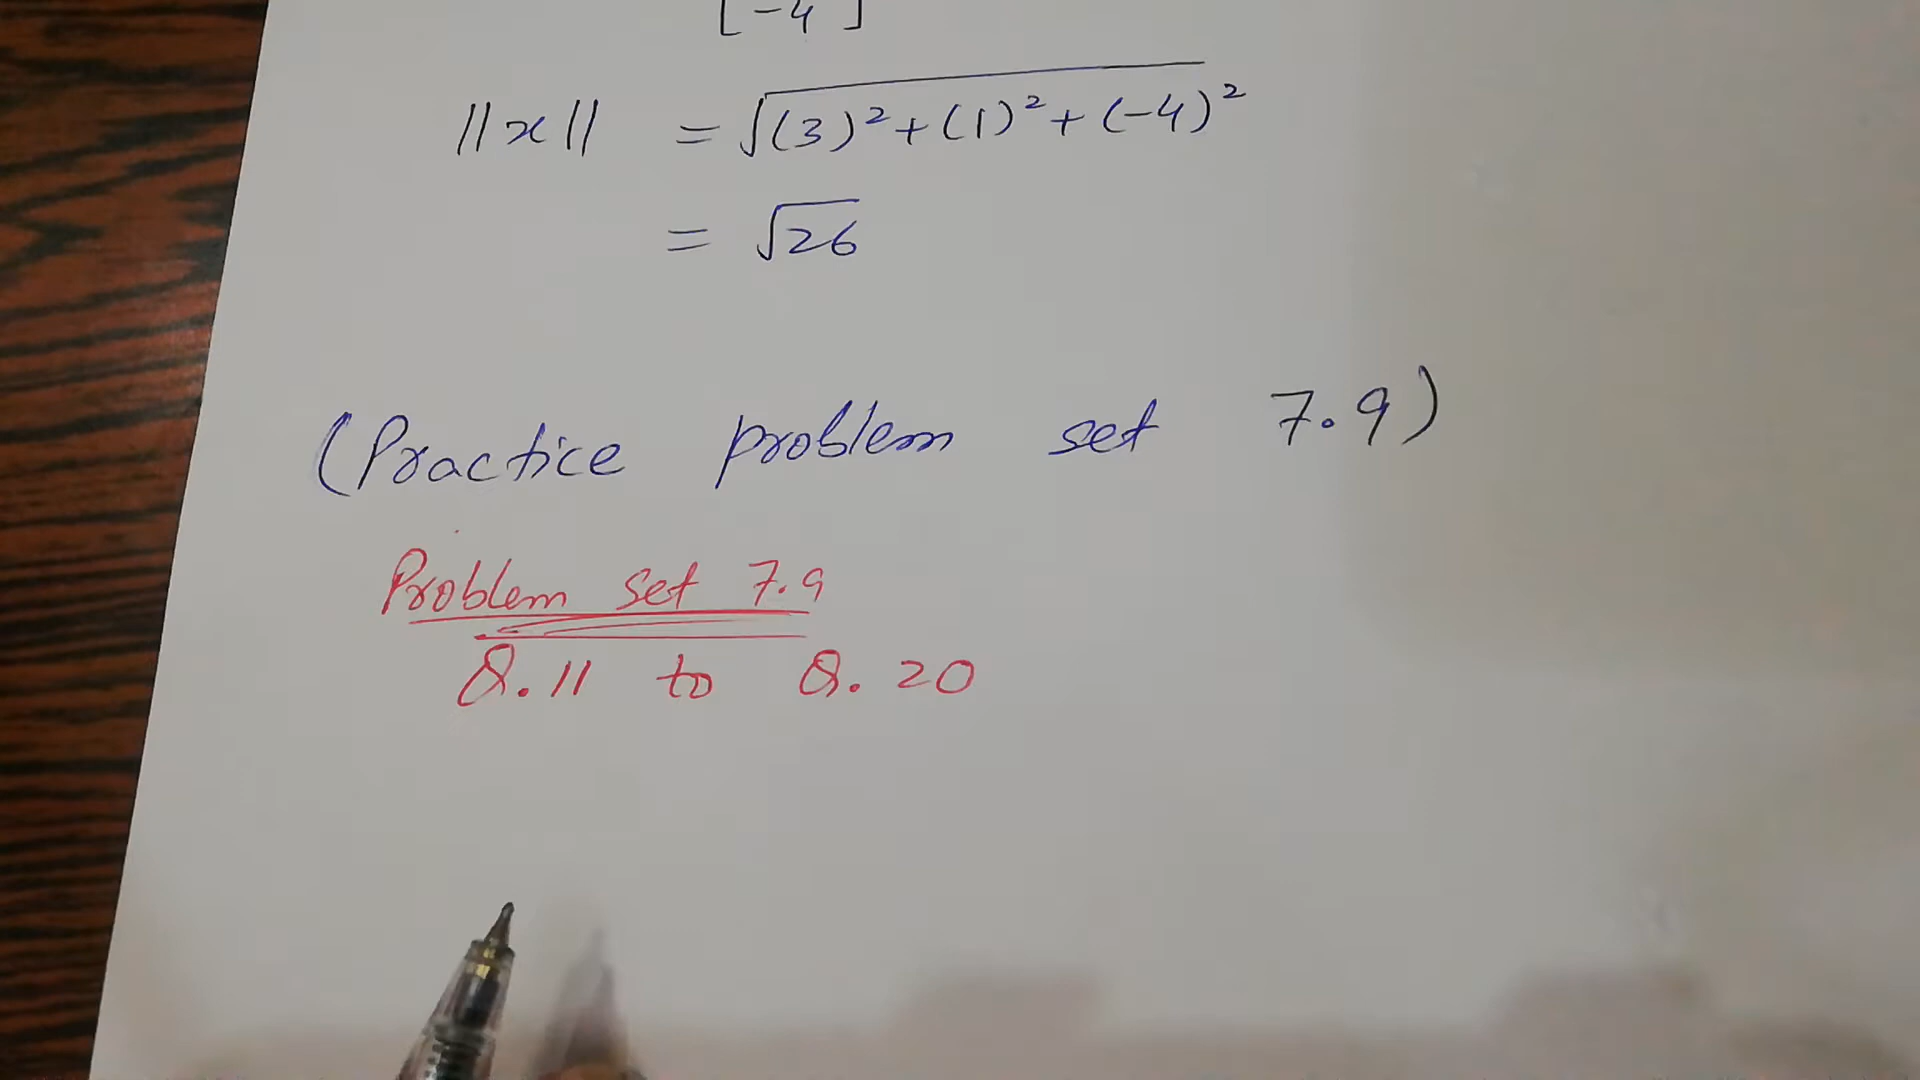 [-4]
||x|| = √(3)² + (1)² + (-4)²
= √26
(Practice problem set 7.9)
Problem set 7.9
Q.11 to Q.20